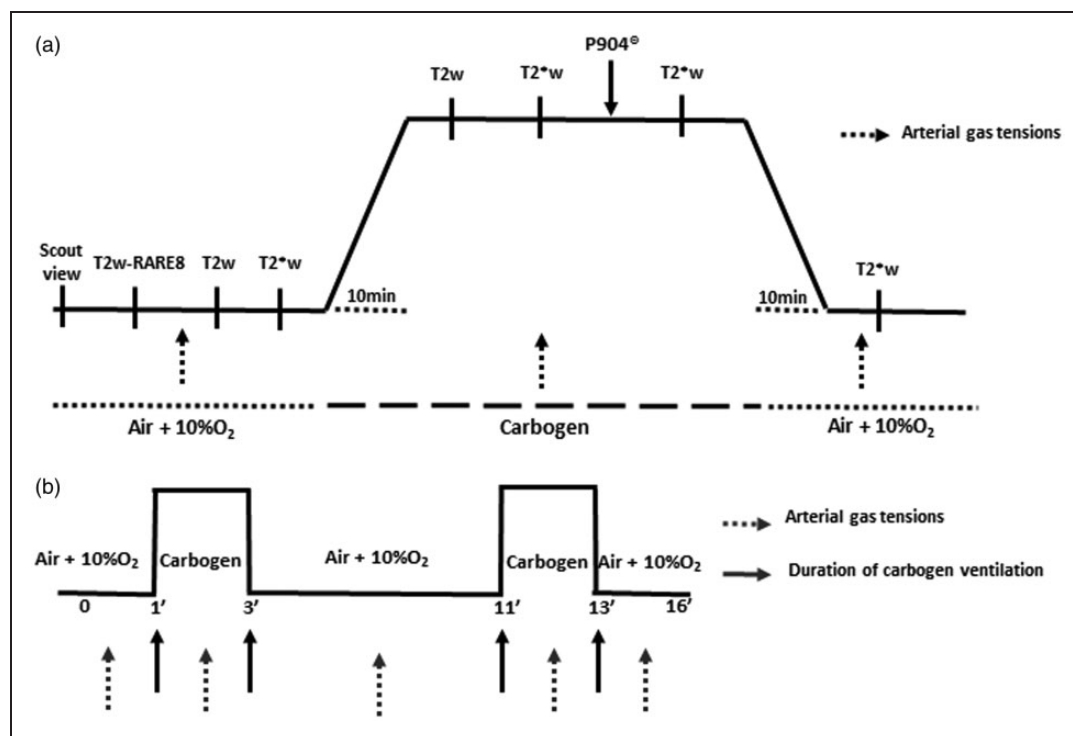 (a)
P904®
T2w T2*w T2*w
Arterial gas tensions
Scout
view T2w-RARE8 T2w T2*w
10min 10min T2*w
Air + 10%O₂ Carbogen Air + 10%O₂
(b)
Arterial gas tensions
Air + 10%O₂ Carbogen Air + 10%O₂ Carbogen Air + 10%O₂
Duration of carbogen ventilation
0 1’ 3’ 11’ 13’ 16’